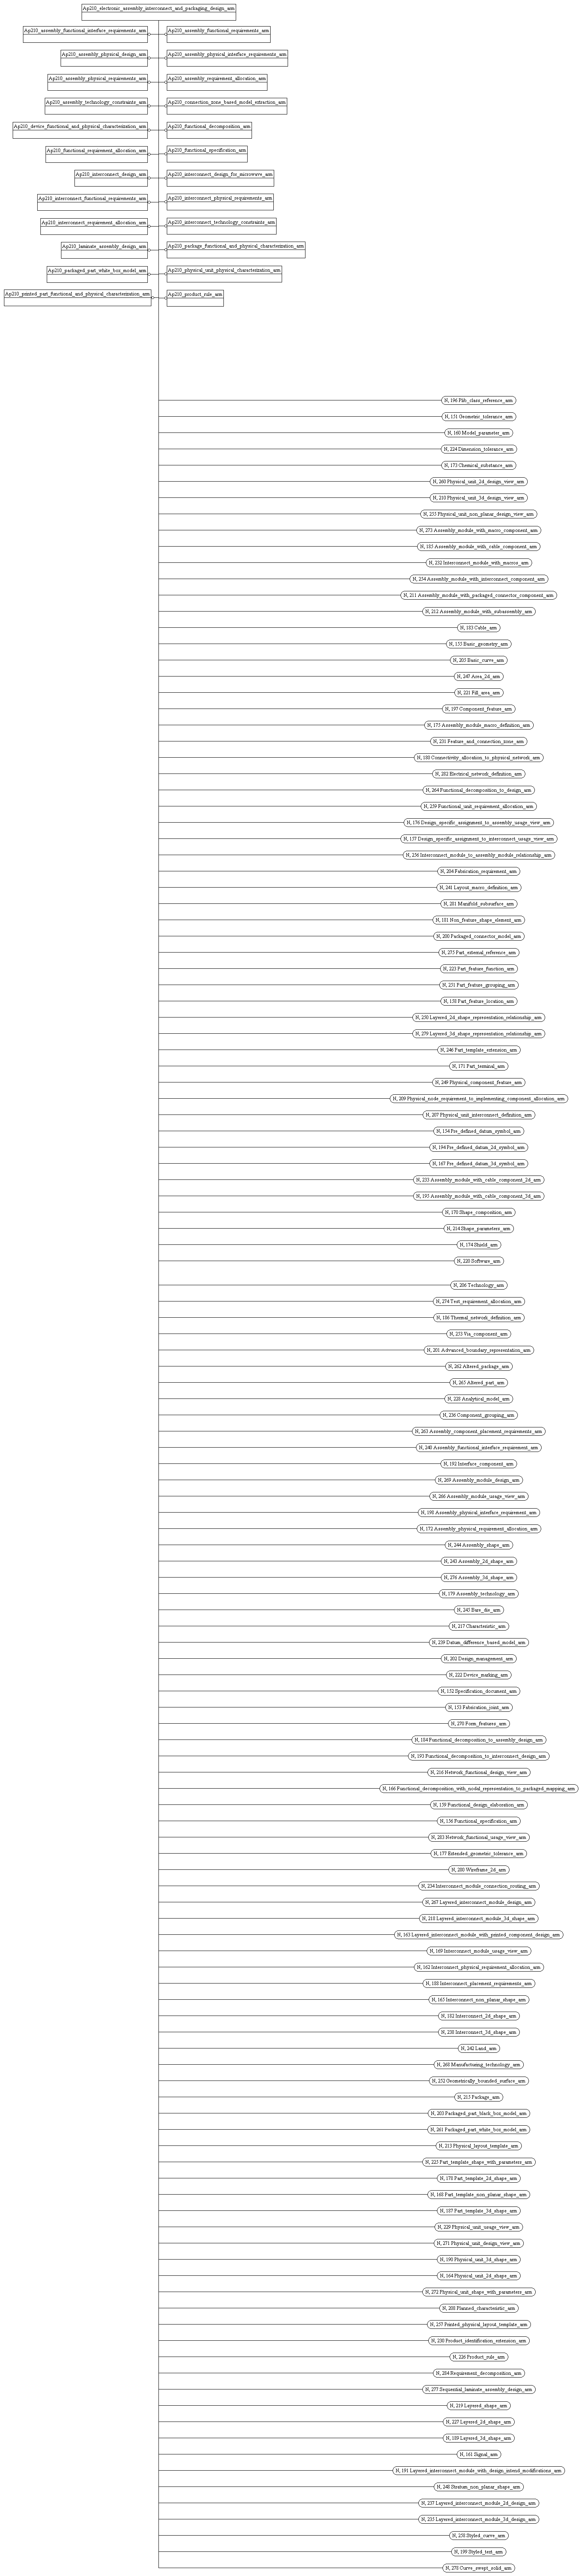 Ap210_electronic_assembly_interconnect_and_packaging_design_arm
Ap210_assembly_functional_interface_requirements_arm
Ap210_assembly_functional_requirements_arm
Ap210_assembly_physical_design_arm
Ap210_assembly_physical_interface_requirements_arm
Ap210_assembly_physical_requirements_arm
Ap210_assembly_requirement_allocation_arm
Ap210_assembly_technology_constraints_arm
Ap210_connection_zone_based_model_extraction_arm
Ap210_device_functional_and_physical_characterization_arm
Ap210_functional_decomposition_arm
Ap210_functional_requirement_allocation_arm
Ap210_functional_specification_arm
Ap210_interconnect_design_arm
Ap210_interconnect_design_for_microwave_arm
Ap210_interconnect_functional_requirements_arm
Ap210_interconnect_physical_requirements_arm
Ap210_interconnect_requirement_allocation_arm
Ap210_interconnect_technology_constraints_arm
Ap210_laminate_assembly_design_arm
Ap210_package_functional_and_physical_characterization_arm
Ap210_packaged_part_white_box_model_arm
Ap210_physical_unit_physical_characterization_arm
Ap210_printed_part_functional_and_physical_characterization_arm
Ap210_product_rule_arm
N, 196 Plib_class_reference_arm
N, 151 Geometric_tolerance_arm
N, 160 Model_parameter_arm
N, 224 Dimension_tolerance_arm
N, 173 Chemical_substance_arm
N, 260 Physical_unit_2d_design_view_arm
N, 210 Physical_unit_3d_design_view_arm
N, 255 Physical_unit_non_planar_design_view_arm
N, 273 Assembly_module_with_macro_component_arm
N, 185 Assembly_module_with_cable_component_arm
N, 232 Interconnect_module_with_macros_arm
N, 254 Assembly_module_with_interconnect_component_arm
N, 211 Assembly_module_with_packaged_connector_component_arm
N, 212 Assembly_module_with_subassembly_arm
N, 183 Cable_arm
N, 155 Basic_geometry_arm
N, 205 Basic_curve_arm
N, 247 Area_2d_arm
N, 221 Fill_area_arm
N, 197 Component_feature_arm
N, 175 Assembly_module_macro_definition_arm
N, 231 Feature_and_connection_zone_arm
N, 180 Connectivity_allocation_to_physical_network_arm
N, 282 Electrical_network_definition_arm
N, 264 Functional_decomposition_to_design_arm
N, 259 Functional_unit_requirement_allocation_arm
N, 176 Design_specific_assignment_to_assembly_usage_view_arm
N, 157 Design_specific_assignment_to_interconnect_usage_view_arm
N, 256 Interconnect_module_to_assembly_module_relationship_arm
N, 204 Fabrication_requirement_arm
N, 241 Layout_macro_definition_arm
N, 281 Manifold_subsurface_arm
N, 181 Non_feature_shape_element_arm
N, 200 Packaged_connector_model_arm
N, 275 Part_external_reference_arm
N, 223 Part_feature_function_arm
N, 251 Part_feature_grouping_arm
N, 158 Part_feature_location_arm
N, 250 Layered_2d_shape_representation_relationship_arm
N, 279 Layered_3d_shape_representation_relationship_arm
N, 246 Part_template_extension_arm
N, 171 Part_terminal_arm
N, 249 Physical_component_feature_arm
N, 209 Physical_node_requirement_to_implementing_component_allocation_arm
N, 207 Physical_unit_interconnect_definition_arm
N, 154 Pre_defined_datum_symbol_arm
N, 194 Pre_defined_datum_2d_symbol_arm
N, 167 Pre_defined_datum_3d_symbol_arm
N, 233 Assembly_module_with_cable_component_2d_arm
N, 195 Assembly_module_with_cable_component_3d_arm
N, 170 Shape_composition_arm
N, 214 Shape_parameters_arm
N, 174 Shield_arm
N, 220 Software_arm
N, 206 Technology_arm
N, 274 Test_requirement_allocation_arm
N, 186 Thermal_network_definition_arm
N, 253 Via_component_arm
N, 201 Advanced_boundary_representation_arm
N, 262 Altered_package_arm
N, 265 Altered_part_arm
N, 228 Analytical_model_arm
N, 236 Component_grouping_arm
N, 263 Assembly_component_placement_requirements_arm
N, 240 Assembly_functional_interface_requirement_arm
N, 192 Interface_component_arm
N, 269 Assembly_module_design_arm
N, 266 Assembly_module_usage_view_arm
N, 198 Assembly_physical_interface_requirement_arm
N, 172 Assembly_physical_requirement_allocation_arm
N, 244 Assembly_shape_arm
N, 243 Assembly_2d_shape_arm
N, 276 Assembly_3d_shape_arm
N, 179 Assembly_technology_arm
N, 245 Bare_die_arm
N, 217 Characteristic_arm
N, 239 Datum_difference_based_model_arm
N, 202 Design_management_arm
N, 222 Device_marking_arm
N, 152 Specification_document_arm
N, 153 Fabrication_joint_arm
N, 270 Form_features_arm
N, 184 Functional_decomposition_to_assembly_design_arm
N, 193 Functional_decomposition_to_interconnect_design_arm
N, 216 Network_functional_design_view_arm
N, 166 Functional_decomposition_with_nodal_representation_to_packaged_mapping_arm
N, 159 Functional_design_elaboration_arm
N, 156 Functional_specification_arm
N, 283 Network_functional_usage_view_arm
N, 177 Extended_geometric_tolerance_arm
N, 280 Wireframe_2d_arm
N, 234 Interconnect_module_connection_routing_arm
N, 267 Layered_interconnect_module_design_arm
N, 218 Layered_interconnect_module_3d_shape_arm
N, 163 Layered_interconnect_module_with_printed_component_design_arm
N, 169 Interconnect_module_usage_view_arm
N, 162 Interconnect_physical_requirement_allocation_arm
N, 188 Interconnect_placement_requirements_arm
N, 165 Interconnect_non_planar_shape_arm
N, 182 Interconnect_2d_shape_arm
N, 238 Interconnect_3d_shape_arm
N, 242 Land_arm
N, 268 Manufacturing_technology_arm
N, 252 Geometrically_bounded_surface_arm
N, 215 Package_arm
N, 203 Packaged_part_black_box_model_arm
N, 261 Packaged_part_white_box_model_arm
N, 213 Physical_layout_template_arm
N, 225 Part_template_shape_with_parameters_arm
N, 178 Part_template_2d_shape_arm
N, 168 Part_template_non_planar_shape_arm
N, 187 Part_template_3d_shape_arm
N, 229 Physical_unit_usage_view_arm
N, 271 Physical_unit_design_view_arm
N, 190 Physical_unit_3d_shape_arm
N, 164 Physical_unit_2d_shape_arm
N, 272 Physical_unit_shape_with_parameters_arm
N, 208 Planned_characteristic_arm
N, 257 Printed_physical_layout_template_arm
N, 230 Product_identification_extension_arm
N, 226 Product_rule_arm
N, 284 Requirement_decomposition_arm
N, 277 Sequential_laminate_assembly_design_arm
N, 219 Layered_shape_arm
N, 227 Layered_2d_shape_arm
N, 189 Layered_3d_shape_arm
N, 161 Signal_arm
N, 191 Layered_interconnect_module_with_design_intend_modifications_arm
N, 248 Stratum_non_planar_shape_arm
N, 237 Layered_interconnect_module_2d_design_arm
N, 235 Layered_interconnect_module_3d_design_arm
N, 258 Styled_curve_arm
N, 199 Styled_text_arm
N, 278 Curve_swept_solid_arm